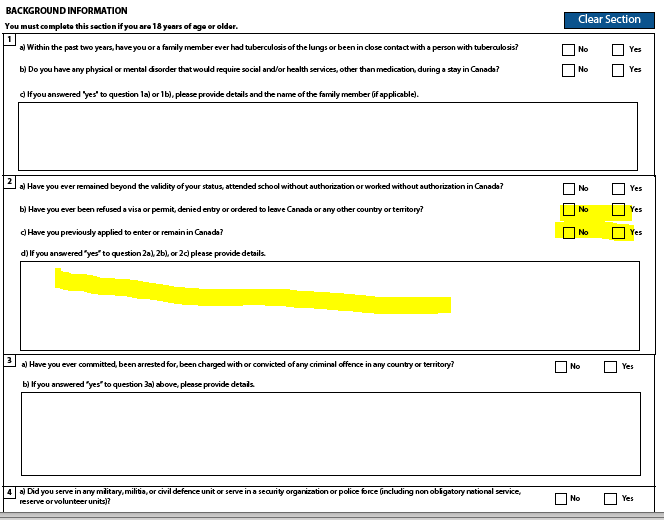 BACKGROUND INFORMATION
Clear Section
You must complete this section if you are 18 years of age or older.
1
a) Within the past two years, have you or a family member ever had tuberculosis of the lungs or been in close contact with a person with tuberculosis?
No Yes
b) Do you have any physical or mental disorder that would require social and/or health services, other than medication, during a stay in Canada?
No Yes
c) If you answered "yes" to question 1a) or 1b), please provide details and the name of the family member (if applicable).
2
a) Have you ever remained beyond the validity of your status, attended school without authorization or worked without authorization in Canada?
No Yes
b) Have you ever been refused a visa or permit, denied entry or ordered to leave Canada or any other country or territory?
No Yes
c) Have you previously applied to enter or remain in Canada?
No Yes
d) If you answered "yes" to question 2a), 2b), or 2c) please provide details.
3
a) Have you ever committed, been arrested for, been charged with or convicted of any criminal offence in any country or territory?
No Yes
b) If you answered "yes" to question 3a) above, please provide details.
4
a) Did you serve in any military, militia, or civil defence unit or serve in a security organization or police force (including non obligatory national service,
reserve or volunteer units)?
No Yes